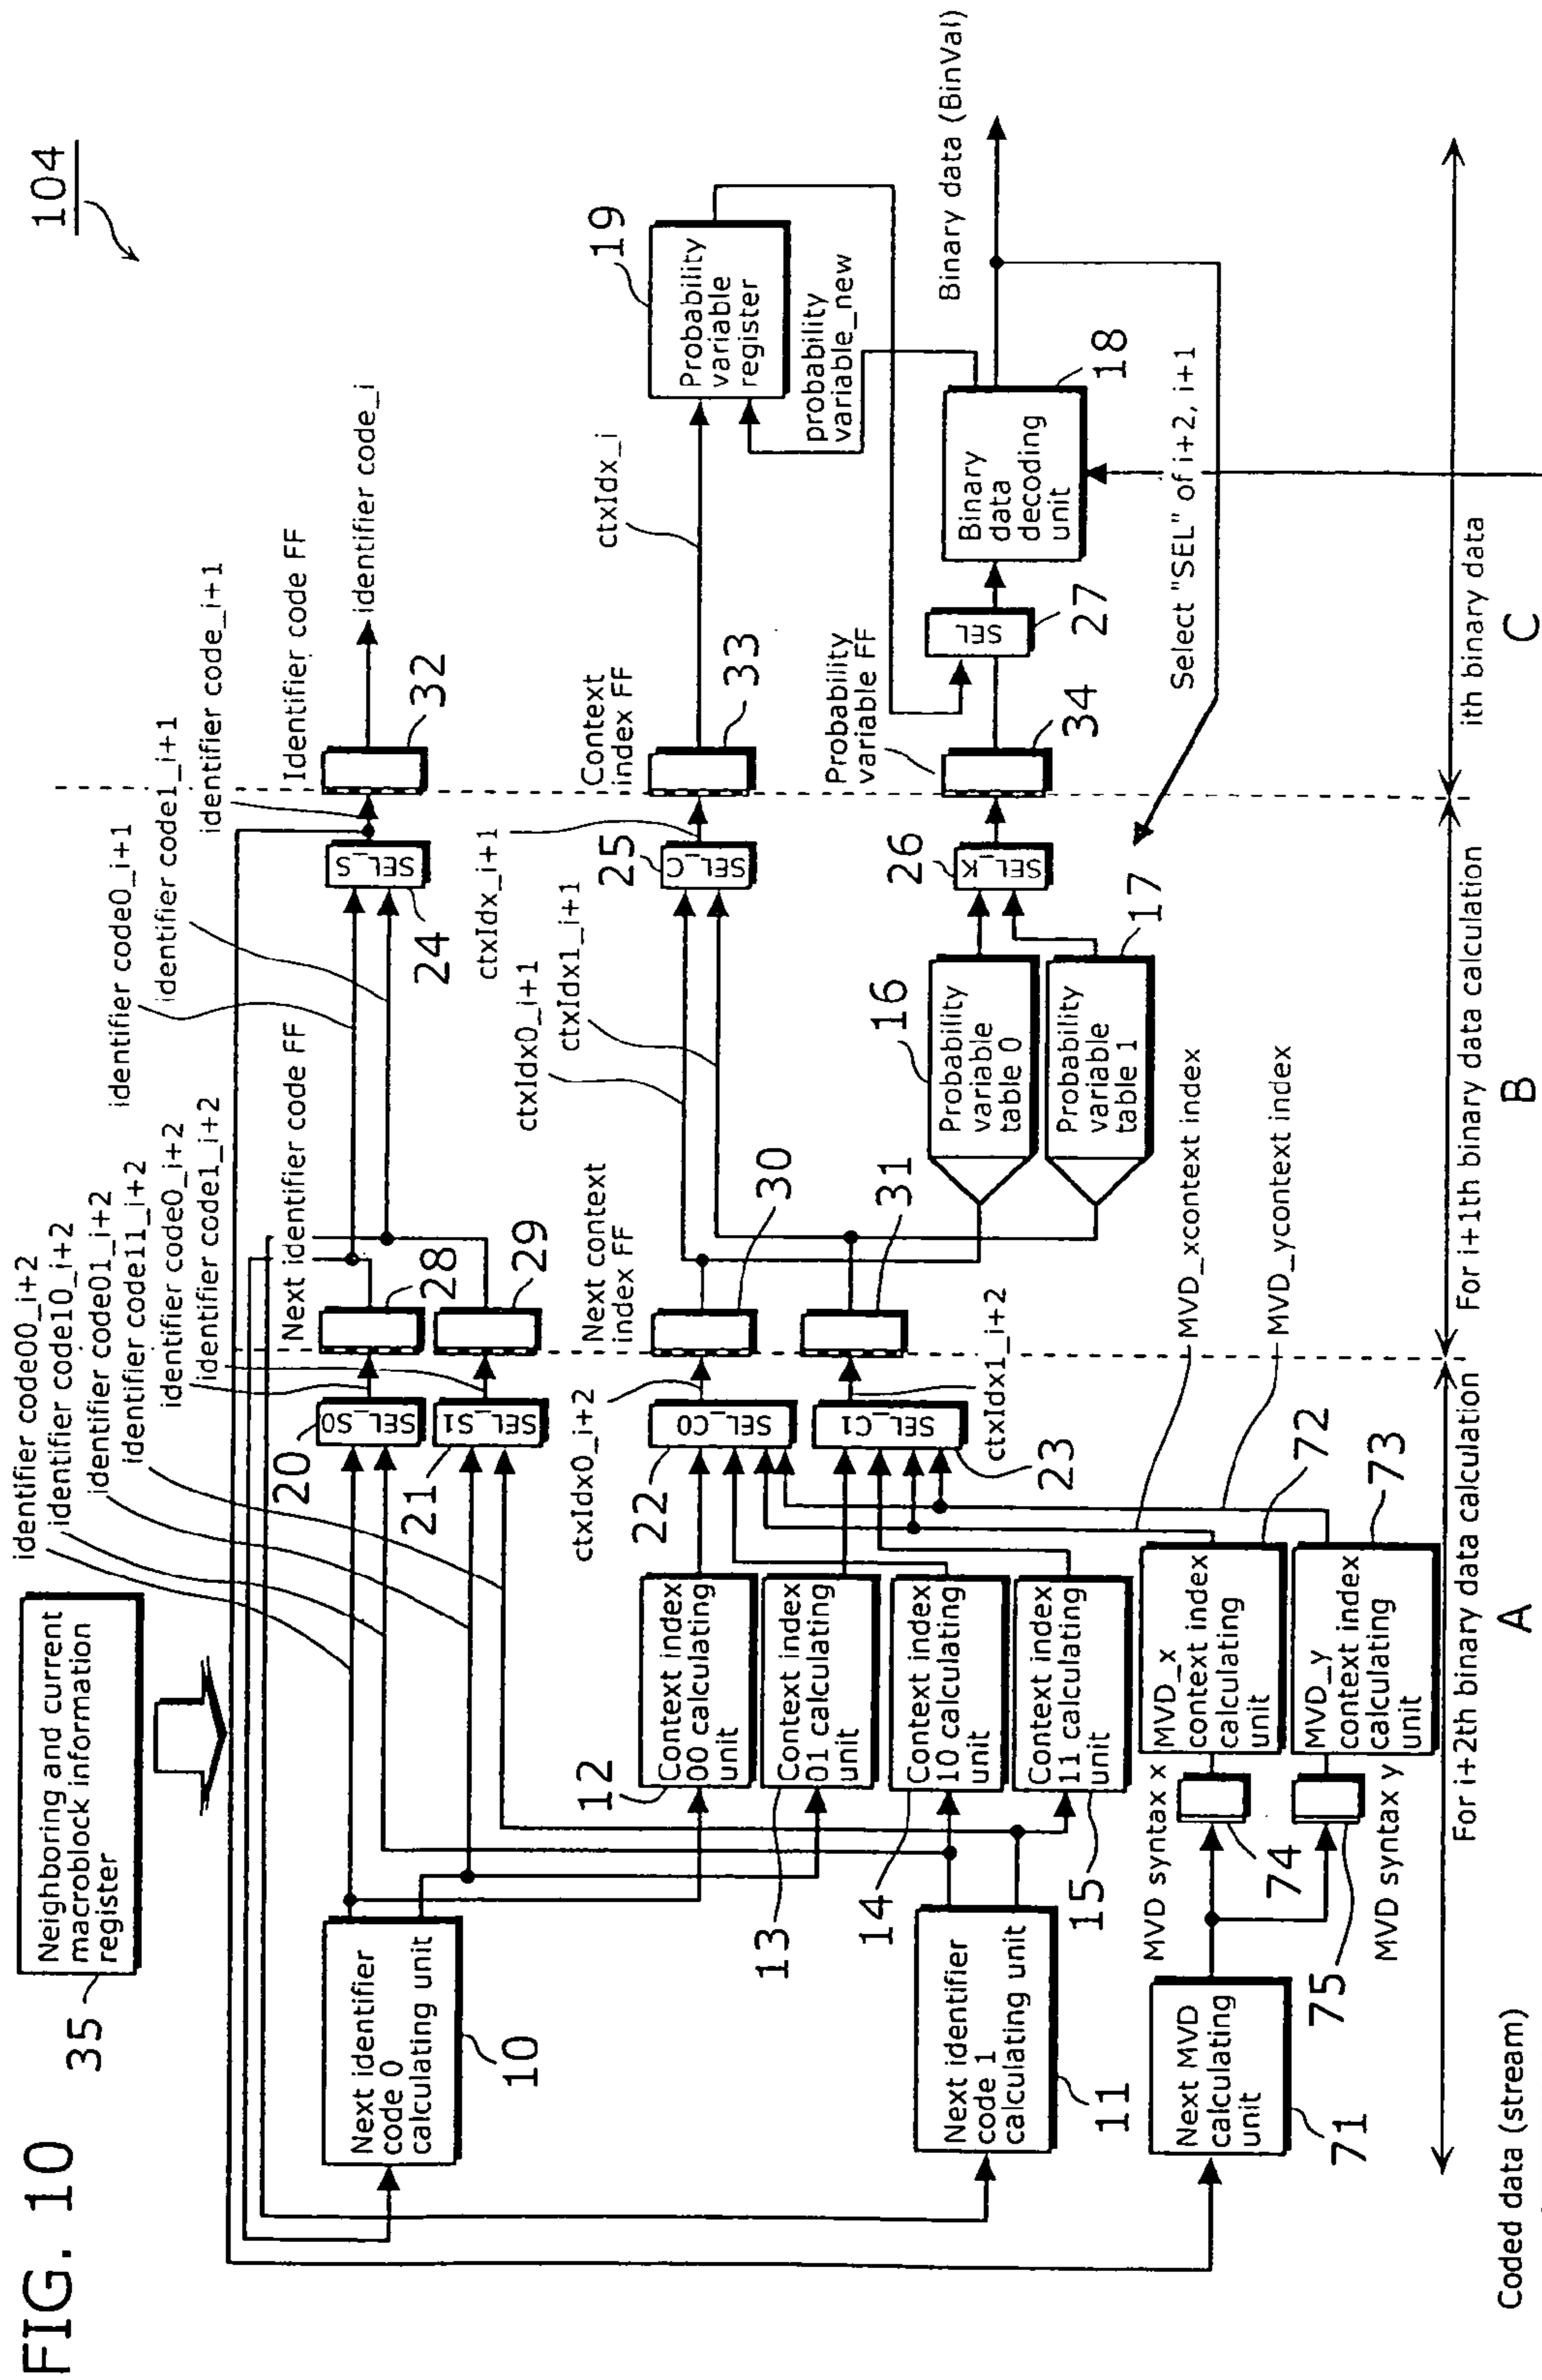 FIG. 10
104
35
Neighboring and current
macroblock information
register
identifier code00_i+2
identifier code10_i+2
identifier code01_i+2
identifier code11_i+2
identifier code0_i+2
identifier code1_i+2
identifier code0_i+1
identifier code1_i+1
identifier code_i+1
Next identifier code FF
Identifier code FF
identifier code_i
20
SEL_S0
28
21
SEL_S1
29
SEL_S
24
32
Next identifier
code 0
calculating unit
10
Next identifier
code 1
calculating unit
11
12
Context index
00 calculating
unit
13
Context index
01 calculating
unit
14
Context index
10 calculating
unit
15
Context index
11 calculating
unit
ctxIdx0_i+2
22
SEL_C0
SEL_C1
23
ctxIdx1_i+2
Next context
index FF
30
31
ctxIdx0_i+1
ctxIdx1_i+1
ctxIdx_i+1
25
SEL_C
Context
index FF
33
ctxIdx_i
19
Probability
variable
register
probability
variable_new
16
Probability
variable
table 0
Probability
variable
table 1
17
26
SEL_K
Probability
variable FF
34
SEL
27
Binary
data
decoding
unit
18
Binary data (BinVal)
Select "SEL" of i+2, i+1
Next MVD
calculating
unit
71
MVD syntax x
74
75
MVD syntax y
MVD_x
context index
calculating
unit
72
MVD_y
context index
calculating
unit
73
MVD_xcontext index
MVD_ycontext index
For i+2th binary data calculation
For i+1th binary data calculation
ith binary data
A
B
C
Coded data (stream)